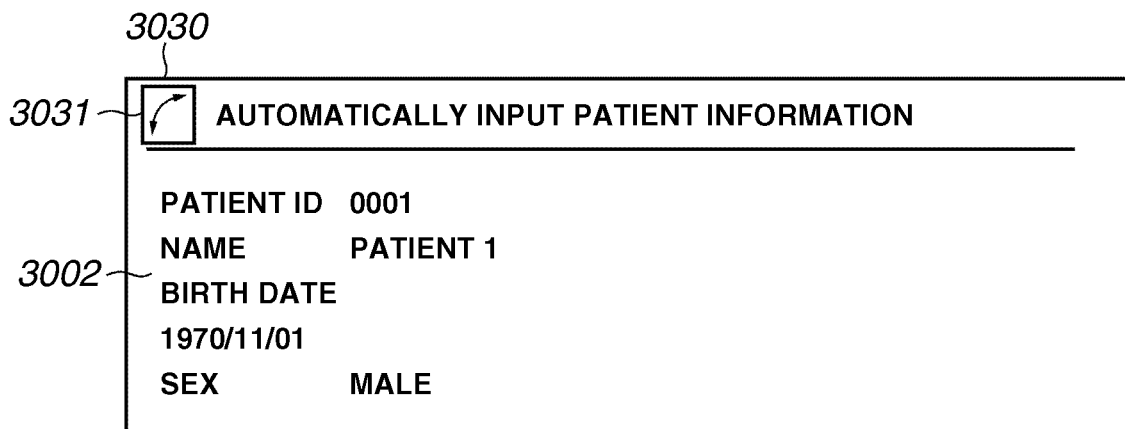 3030
3031 AUTOMATICALLY INPUT PATIENT INFORMATION
PATIENT ID 0001
NAME PATIENT 1
3002
BIRTH DATE
1970/11/01
SEX MALE